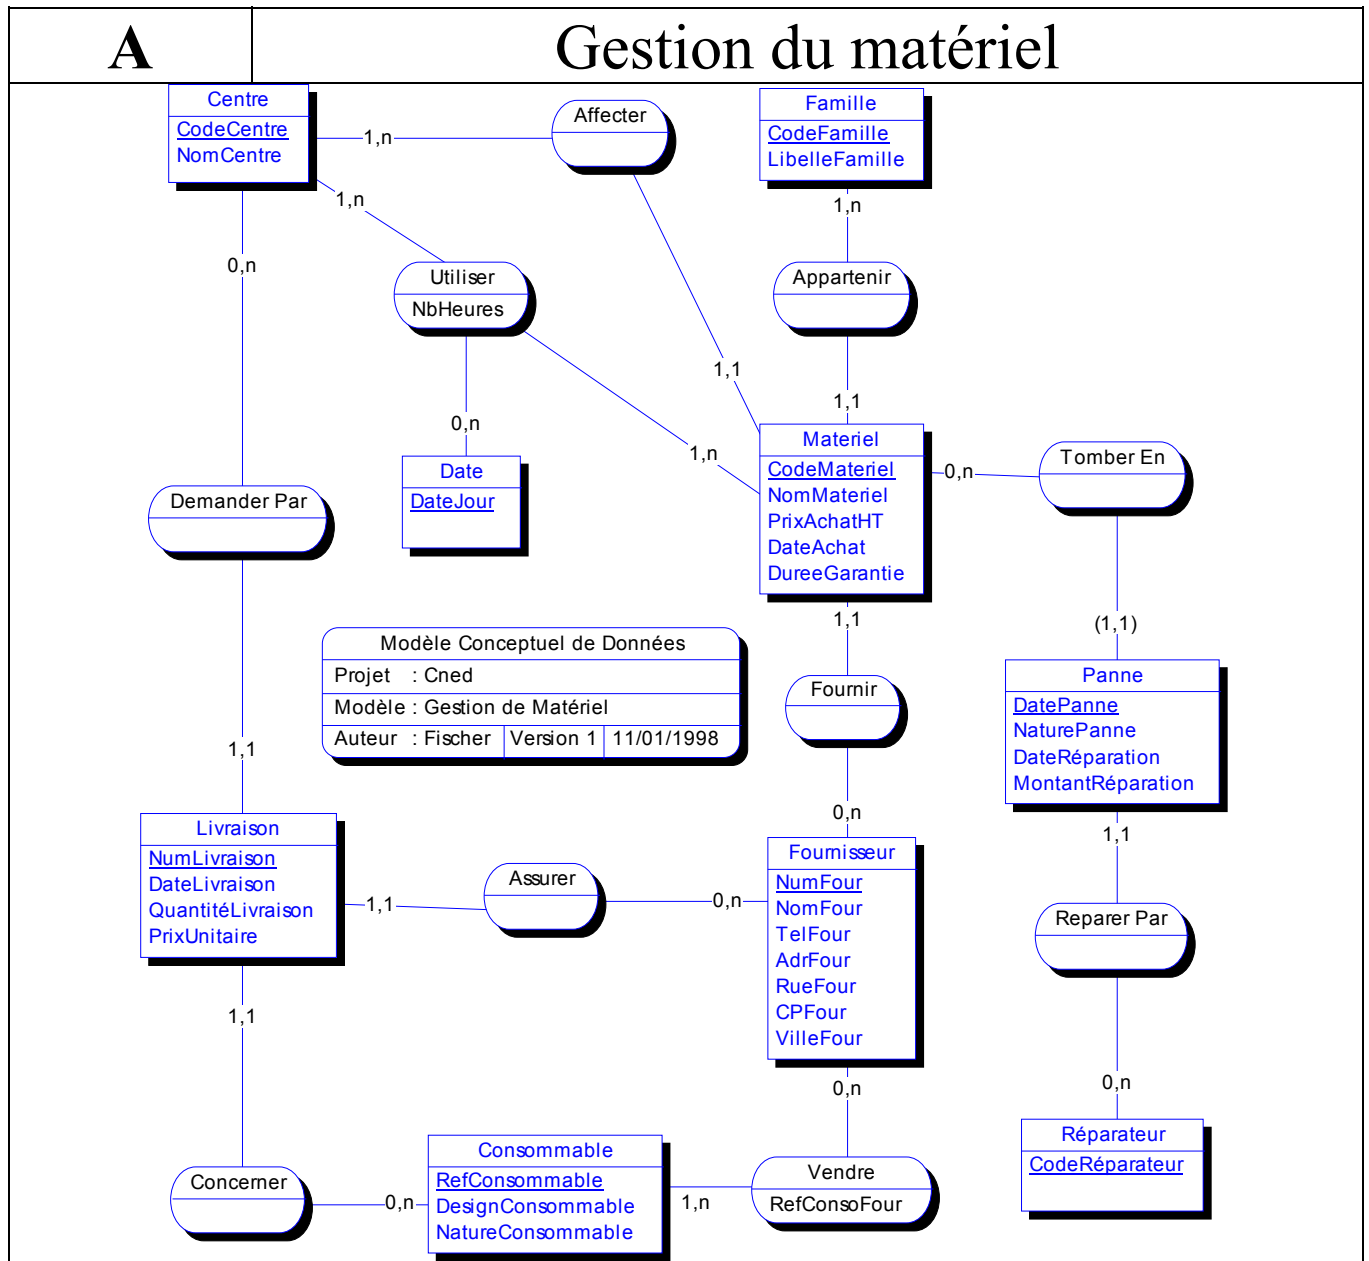 A
Gestion du matériel
Centre
CodeCentre
NomCentre
1,n
Affecter
Famille
CodeFamille
LibelleFamille
1,n
1,n
0,n
Utiliser
NbHeures
Appartenir
1,1
1,1
0,n
1,n
Date
DateJour
Materiel
CodeMateriel
NomMateriel
PrixAchatHT
DateAchat
DureeGarantie
0,n
Tomber En
Demander Par
1,1
(1,1)
Modèle Conceptuel de Données
Projet : Cned
Modèle : Gestion de Matériel
Auteur : Fischer Version 1 11/01/1998
Fournir
Panne
DatePanne
NaturePanne
DateRéparation
MontantRéparation
1,1
0,n
1,1
Livraison
NumLivraison
DateLivraison
QuantitéLivraison
PrixUnitaire
1,1
Assurer
0,n
Fournisseur
NumFour
NomFour
TelFour
AdrFour
RueFour
CPFour
VilleFour
Reparer Par
1,1
0,n
0,n
Réparateur
CodeRéparateur
Concerner
0,n
Consommable
RefConsommable
DesignConsommable
NatureConsommable
1,n
Vendre
RefConsoFour